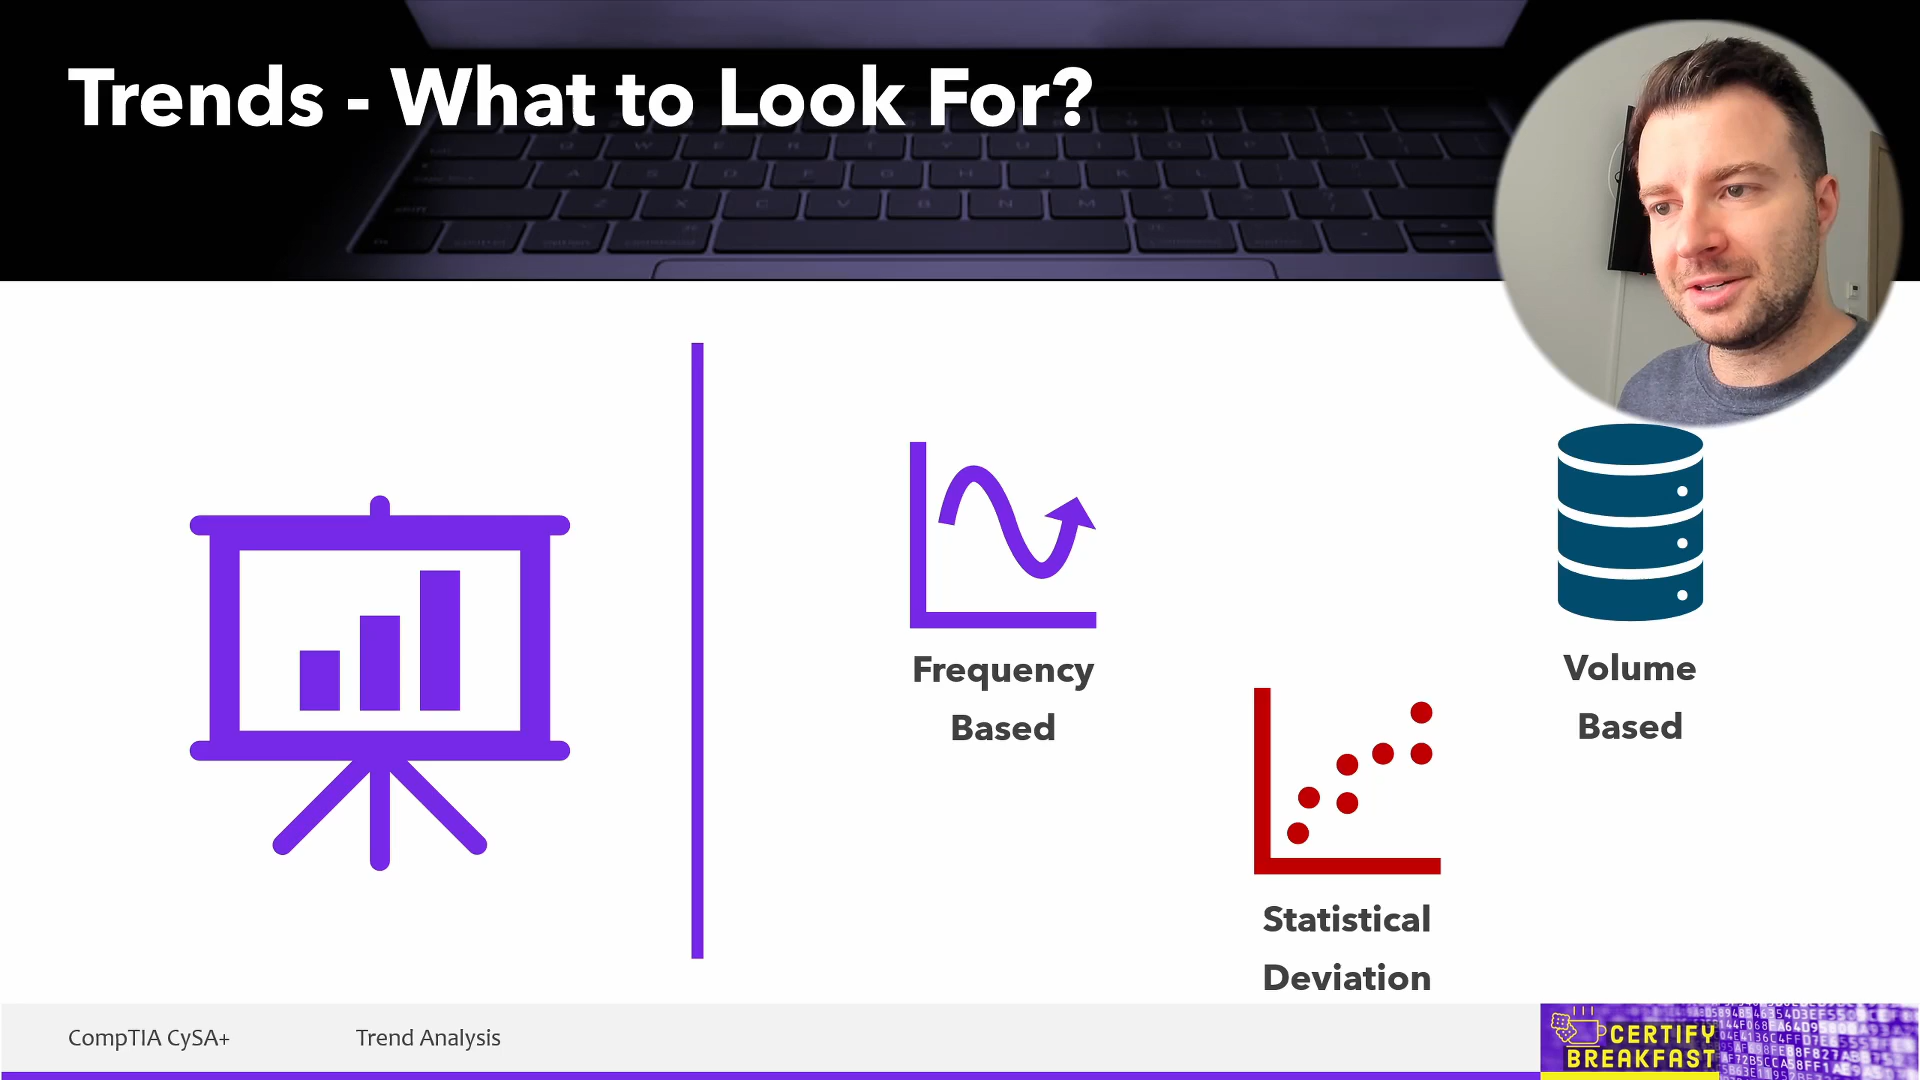 Trends - What to Look For?
Frequency
Based
Volume
Based
Statistical
Deviation
CompTIA CySA+
Trend Analysis
CERTIFY
BREAKFAST